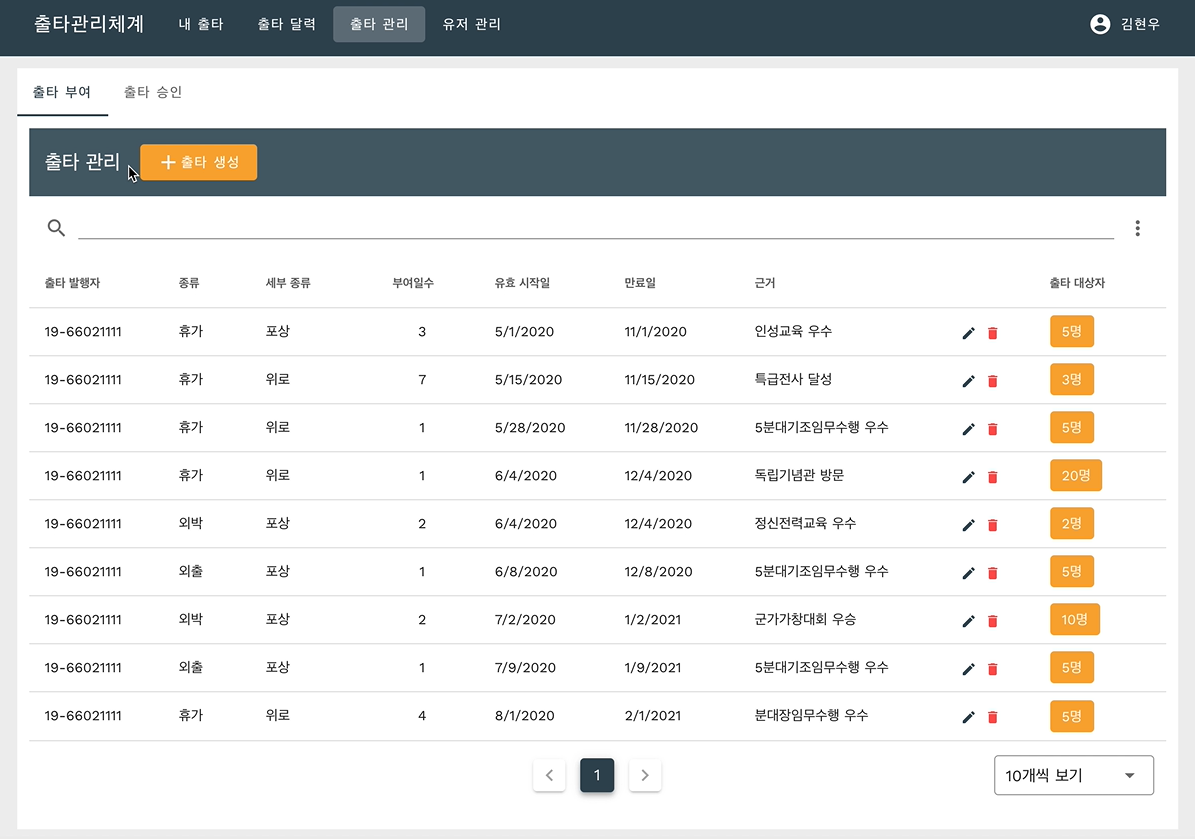 출타관리체계 내 출타 출타 달력 출타 관리 유저 관리 김현우
출타 부여 출타 승인
출타 관리 출타 생성
출타 발행자 종류 세부 종류 부여일수 유효 시작일 만료일 근거 출타 대상자
19-66021111 휴가 포상 3 5/1/2020 11/1/2020 인성교육 우수 5명
19-66021111 휴가 위로 7 5/15/2020 11/15/2020 특급전사 달성 3명
19-66021111 휴가 위로 1 5/28/2020 11/28/2020 5분대기조임무수행 우수 5명
19-66021111 휴가 위로 1 6/4/2020 12/4/2020 독립기념관 방문 20명
19-66021111 외박 포상 2 6/4/2020 12/4/2020 정신전력교육 우수 2명
19-66021111 외출 포상 1 6/8/2020 12/8/2020 5분대기조임무수행 우수 5명
19-66021111 외박 포상 2 7/2/2020 1/2/2021 군가가창대회 우승 10명
19-66021111 외출 포상 1 7/9/2020 1/9/2021 5분대기조임무수행 우수 5명
19-66021111 휴가 위로 4 8/1/2020 2/1/2021 분대장임무수행 우수 5명
1 10개씩 보기